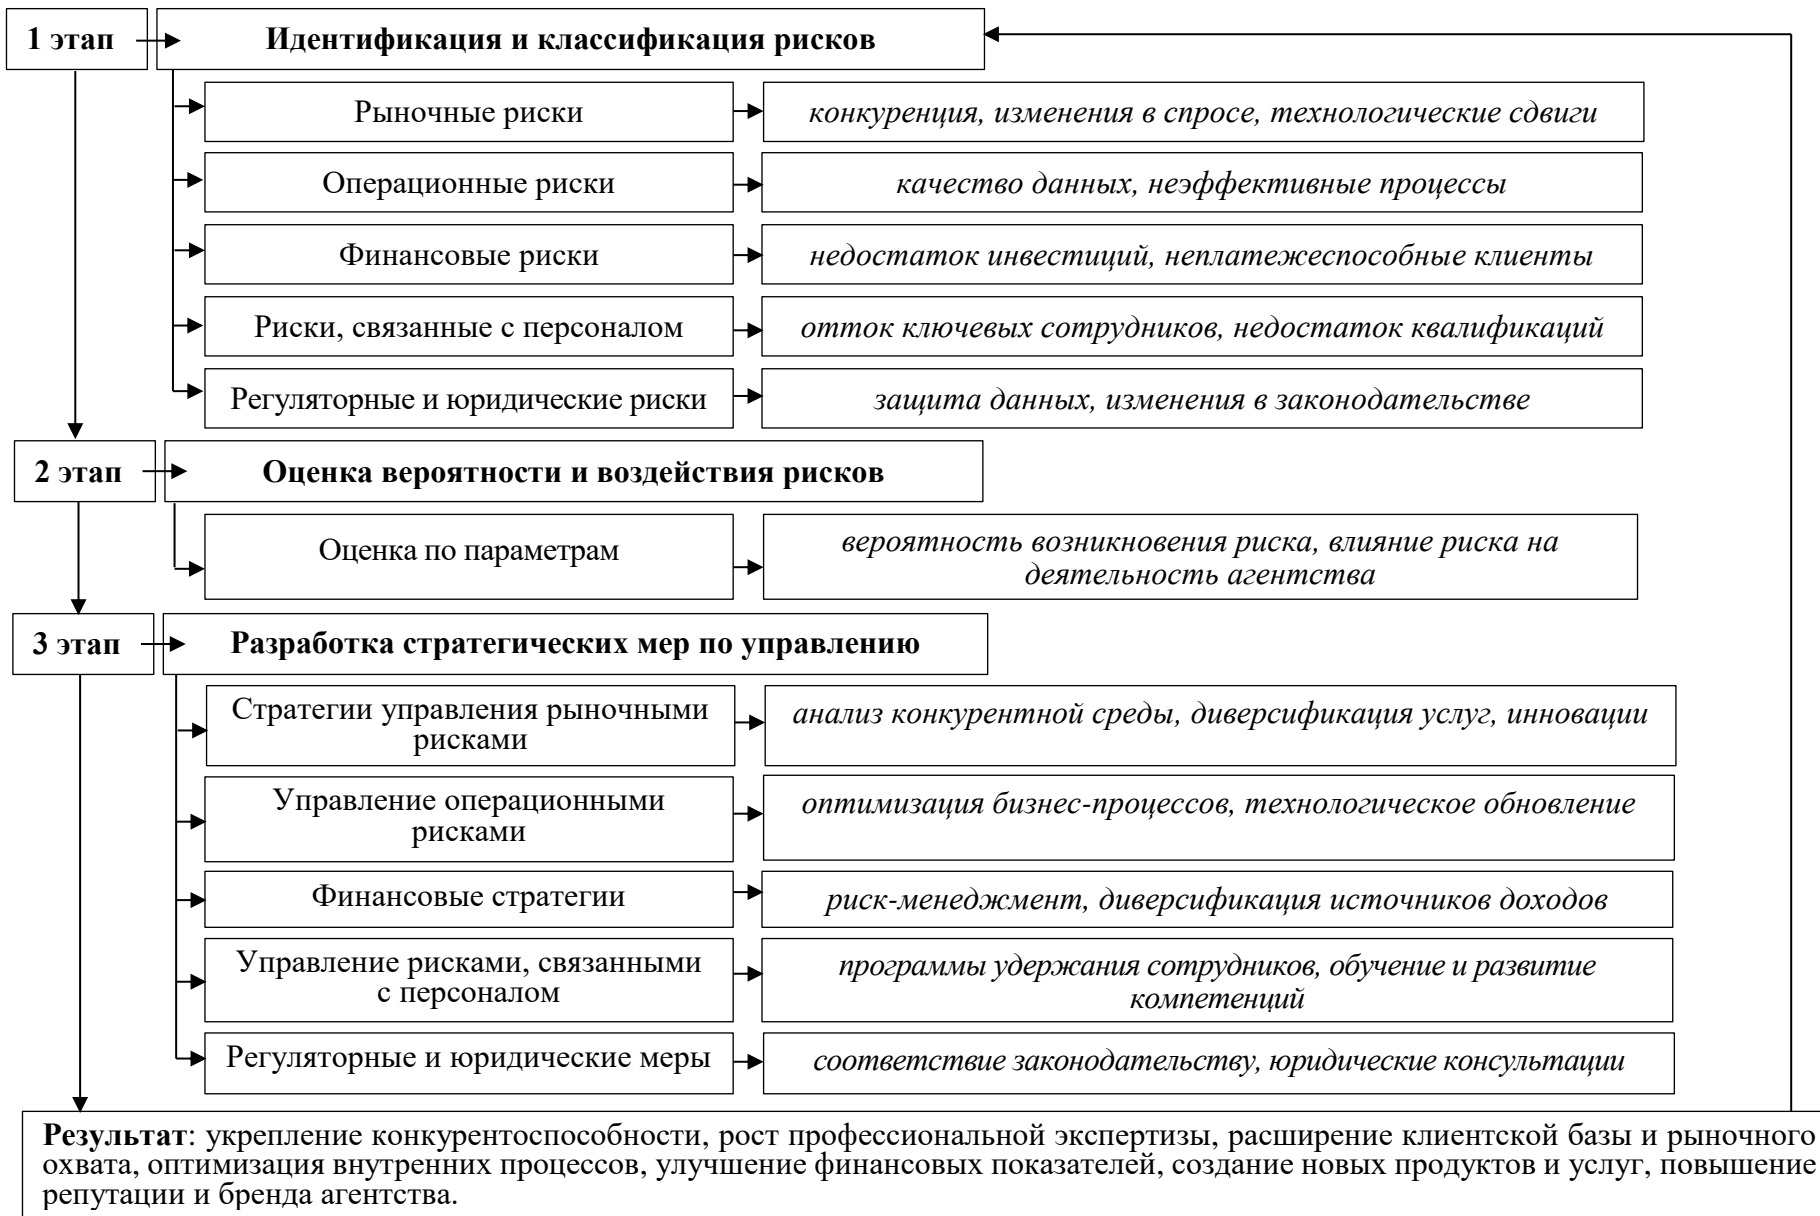 1 этап
Идентификация и классификация рисков
Рыночные риски
конкуренция, изменения в спросе, технологические сдвиги
Операционные риски
качество данных, неэффективные процессы
Финансовые риски
недостаток инвестиций, неплатежеспособные клиенты
Риски, связанные с персоналом
отток ключевых сотрудников, недостаток квалификаций
Регуляторные и юридические риски
защита данных, изменения в законодательстве
2 этап
Оценка вероятности и воздействия рисков
Оценка по параметрам
вероятность возникновения риска, влияние риска на
деятельность агентства
3 этап
Разработка стратегических мер по управлению
Стратегии управления рыночными
рисками
анализ конкурентной среды, диверсификация услуг, инновации
Управление операционными
рисками
оптимизация бизнес-процессов, технологическое обновление
Финансовые стратегии
риск-менеджмент, диверсификация источников доходов
Управление рисками, связанными
с персоналом
программы удержания сотрудников, обучение и развитие
компетенций
Регуляторные и юридические меры
соответствие законодательству, юридические консультации
Результат: укрепление конкурентоспособности, рост профессиональной экспертизы, расширение клиентской базы и рыночного
охвата, оптимизация внутренних процессов, улучшение финансовых показателей, создание новых продуктов и услуг, повышение
репутации и бренда агентства.